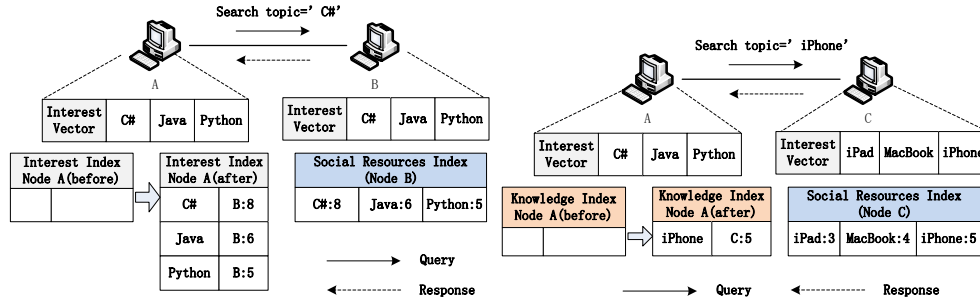 Search topic=' C#'
A
B
Interest Vector
C#
Java
Python
Interest Vector
C#
Java
Python
Interest Index
Node A(before)
Interest Index
Node A(after)
C#
B:8
Java
B:6
Python
B:5
Social Resources Index
(Node B)
C#:8
Java:6
Python:5
Query
Response
Search topic=' iPhone'
A
C
Interest Vector
C#
Java
Python
Interest Vector
iPad
MacBook
iPhone
Knowledge Index
Node A(before)
Knowledge Index
Node A(after)
iPhone
C:5
Social Resources Index
(Node C)
iPad:3
MacBook:4
iPhone:5
Query
Response